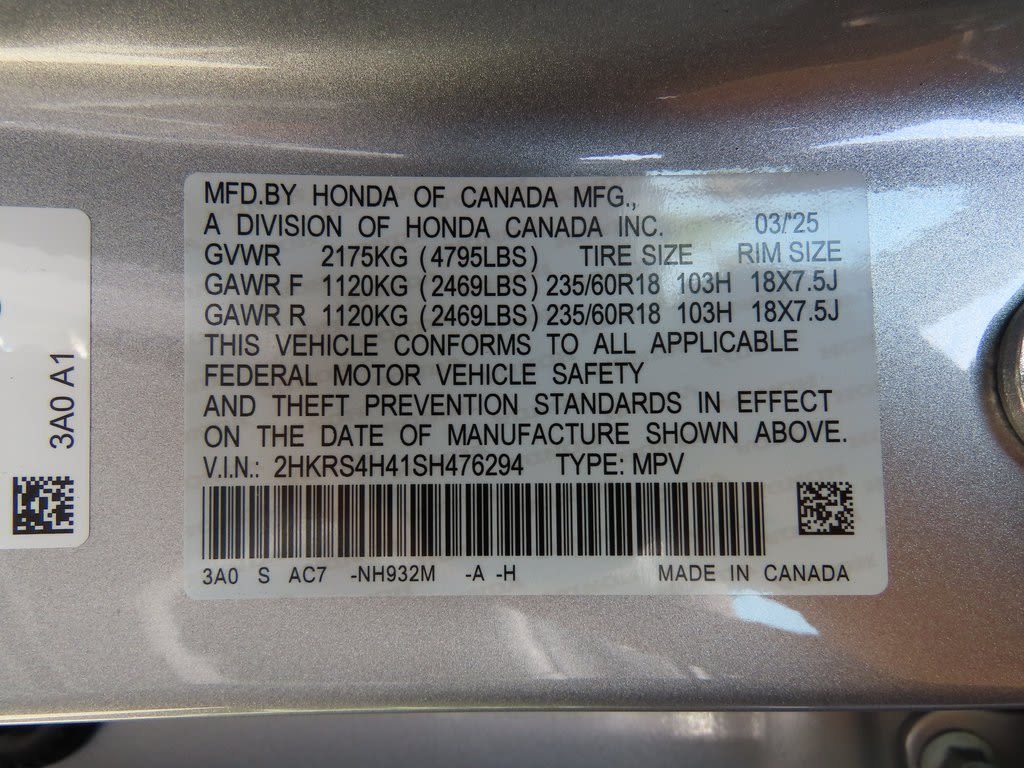 MFD.BY HONDA OF CANADA MFG.,
A DIVISION OF HONDA CANADA INC. 03/'25
GVWR 2175KG (4795LBS) TIRE SIZE RIM SIZE
GAWR F 1120KG (2469LBS) 235/60R18 103H 18X7.5J
GAWR R 1120KG (2469LBS) 235/60R18 103H 18X7.5J
THIS VEHICLE CONFORMS TO ALL APPLICABLE
FEDERAL MOTOR VEHICLE SAFETY
AND THEFT PREVENTION STANDARDS IN EFFECT
ON THE DATE OF MANUFACTURE SHOWN ABOVE.
V.I.N.: 2HKRS4H41SH476294 TYPE: MPV
3A0 S AC7 -NH932M -A -H MADE IN CANADA
3A0 A1